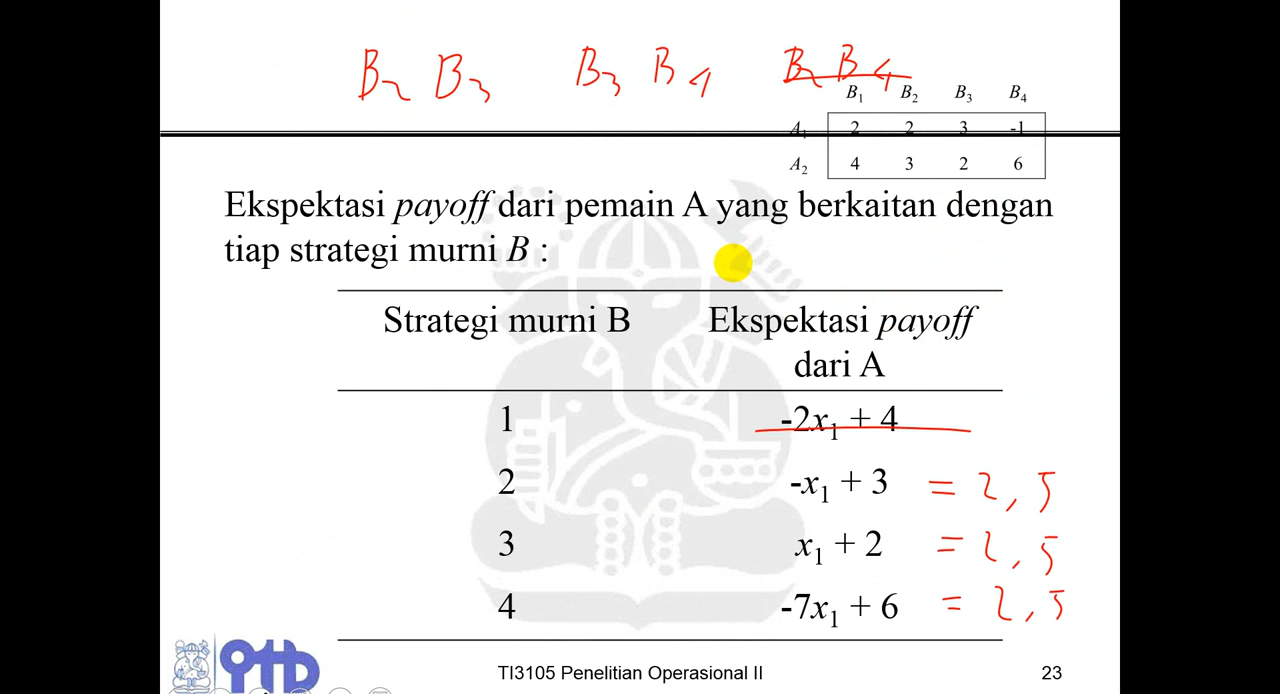 B2 B3 B3 B4 B2 B4
B1 B2 B3 B4
A1 2 2 3 -1
A2 4 3 2 6
Ekspektasi payoff dari pemain A yang berkaitan dengan
tiap strategi murni B :
Strategi murni B Ekspektasi payoff
dari A
1 -2x1 + 4
2 -x1 + 3 = 2,5
3 x1 + 2 = 2,5
4 -7x1 + 6 = 2,5
TI3105 Penelitian Operasional II 23